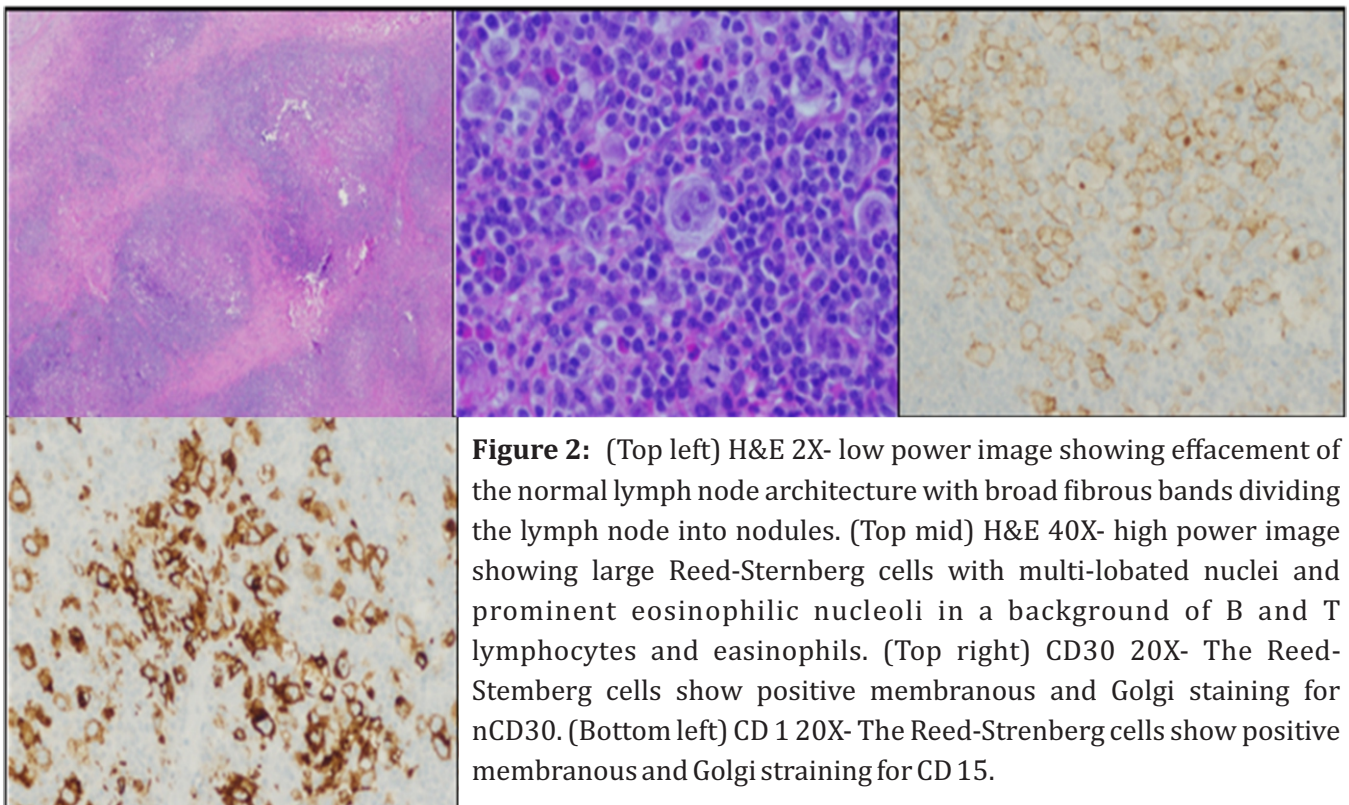 Figure 2: (Top left) H&E 2X- low power image showing effacement of
the normal lymph node architecture with broad fibrous bands dividing
the lymph node into nodules. (Top mid) H&E 40X- high power image
showing large Reed-Sternberg cells with multi-lobated nuclei and
prominent eosinophilic nucleoli in a background of B and T
lymphocytes and easinophils. (Top right) CD30 20X- The Reed-
Stemberg cells show positive membranous and Golgi staining for
nCD30. (Bottom left) CD 1 20X- The Reed-Strenberg cells show positive
membranous and Golgi straining for CD 15.